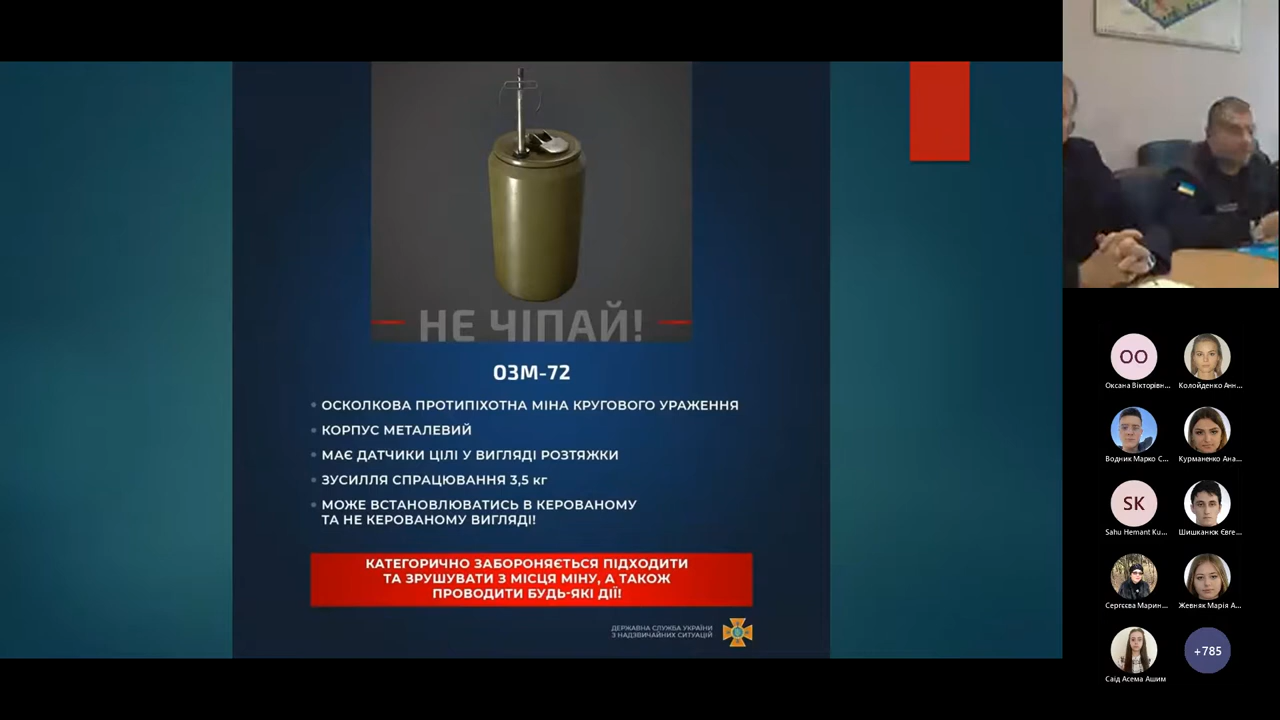 НЕ ЧІПАЙ!
ОЗМ-72
ОСКОЛКОВА ПРОТИПІХОТНА МІНА КРУГОВОГО УРАЖЕННЯ
КОРПУС МЕТАЛЕВИЙ
МАЄ ДАТЧИКИ ЦІЛІ У ВИГЛЯДІ РОЗТЯЖКИ
ЗУСИЛЛЯ СПРАЦЮВАННЯ 3,5 кг
МОЖЕ ВСТАНОВЛЮВАТИСЬ В КЕРОВАНОМУ
ТА НЕ КЕРОВАНОМУ ВИГЛЯДІ!
КАТЕГОРИЧНО ЗАБОРОНЯЄТЬСЯ ПІДХОДИТИ
ТА ЗРУШУВАТИ З МІСЦЯ МІНУ, А ТАКОЖ
ПРОВОДИТИ БУДЬ-ЯКІ ДІЇ!
ДЕРЖАВНА СЛУЖБА УКРАЇНИ
З НАДЗВИЧАЙНИХ СИТУАЦІЙ
OO
Оксана Вікторівн...
Колойденко Анн...
Водник Марко С...
Курманенко Ана...
SK
Sahu Hemant Ku...
Шишканюк Євге...
Сергєєва Марин...
Жевняк Марія А...
Саід Асема Ашим
+785